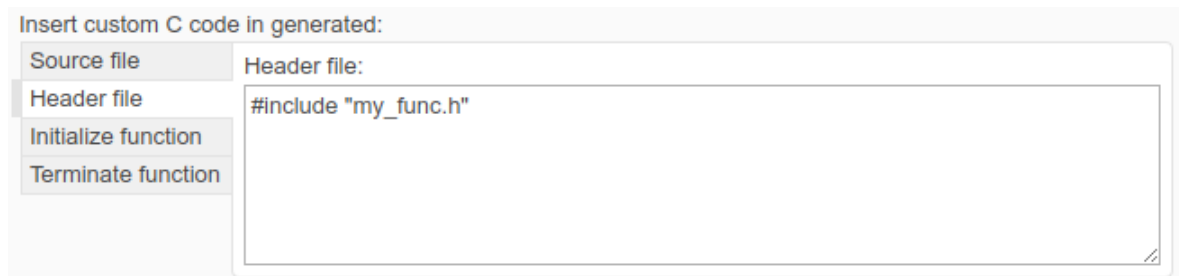 Insert custom C code in generated:
Source file
Header file
Initialize function
Terminate function
Header file:
#include "my_func.h"